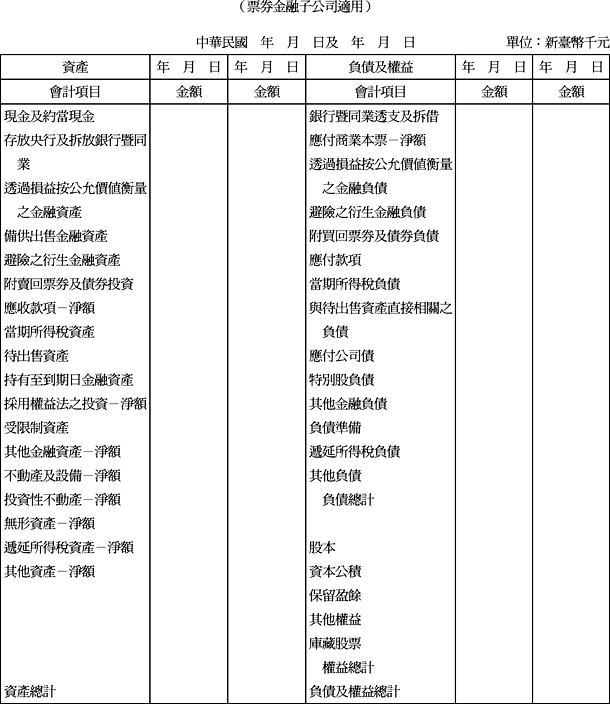 （票券金融子公司適用）
中華民國　年　月　日及　年　月　日　單位：新臺幣千元
資產　年　月　日　年　月　日　負債及權益　年　月　日　年　月　日
會計項目　金額　金額　會計項目　金額　金額
現金及約當現金　銀行暨同業透支及拆借
存放央行及拆放銀行暨同　應付商業本票－淨額
業　透過損益按公允價值衡量
透過損益按公允價值衡量　之金融負債
之金融資產　避險之衍生金融負債
備供出售金融資產　附買回票券及債券負債
避險之衍生金融資產　應付款項
附賣回票券及債券投資　當期所得稅負債
應收款項－淨額　與待出售資產直接相關之
當期所得稅資產　負債
待出售資產　應付公司債
持有至到期日金融資產　特別股負債
採用權益法之投資－淨額　其他金融負債
受限制資產　負債準備
其他金融資產－淨額　遞延所得稅負債
不動產及設備－淨額　其他負債
投資性不動產－淨額　負債總計
無形資產－淨額
遞延所得稅資產－淨額　股本
其他資產－淨額　資本公積
保留盈餘
其他權益
庫藏股票
權益總計
資產總計　負債及權益總計